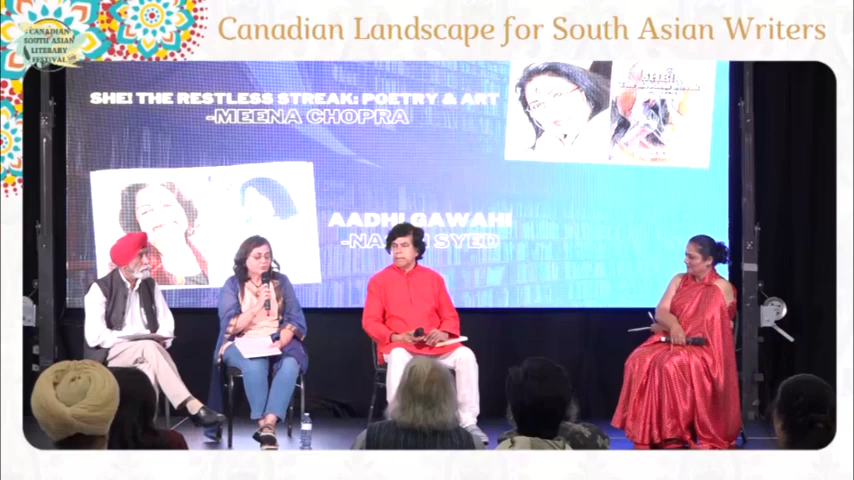 Canadian Landscape for South Asian Writers
CANADIAN
SOUTH ASIAN
LITERARY
FESTIVAL
SHE! THE RESTLESS STREAK: POETRY & ART
-MEENA CHOPRA
AADHI GAWAHI
SYED